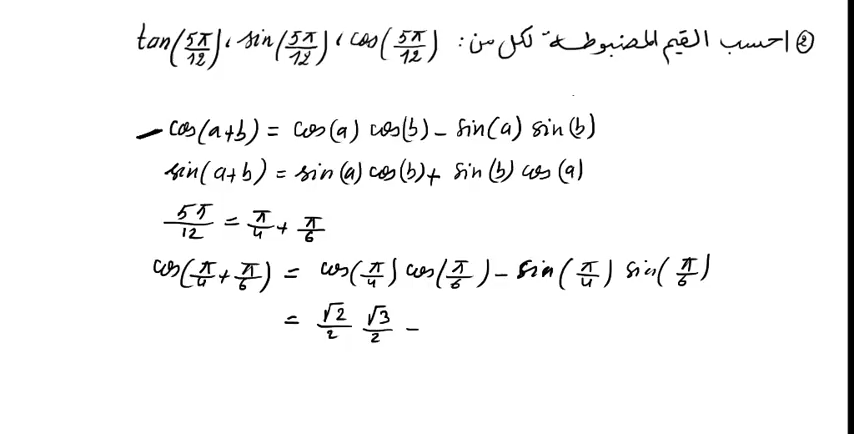 ② احسب القيم المضبوطة لكل من : cos(5π/12) ، sin(5π/12) ، tan(5π/12)
- cos(a+b) = cos(a) cos(b) - sin(a) sin(b)
sin(a+b) = sin(a) cos(b) + sin(b) cos(a)
5π/12 = π/4 + π/6
cos(π/4 + π/6) = cos(π/4) cos(π/6) - sin(π/4) sin(π/6)
= √2/2 √3/2 -